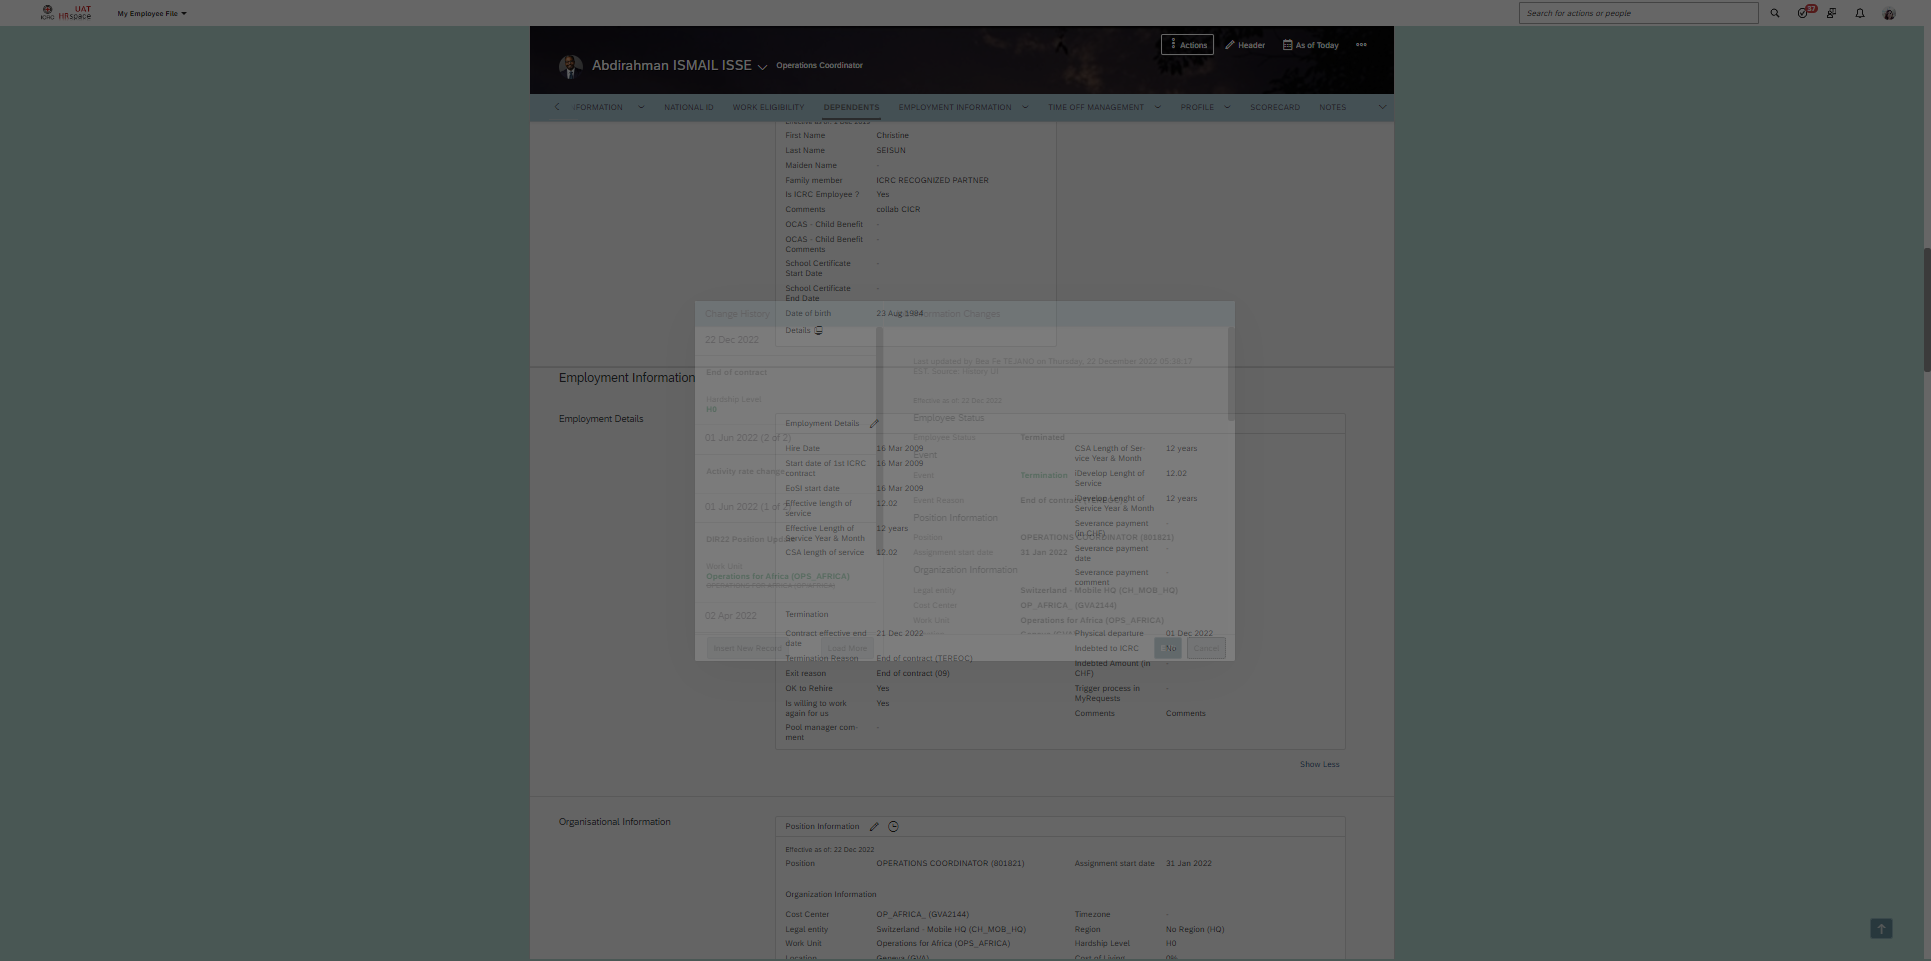 UAT
ICRC HRspace
My Employee File
Search for actions or people
37
Actions
Header
As of Today
Abdirahman ISMAIL ISSE
Operations Coordinator
FORMATION
NATIONAL ID
WORK ELIGIBILITY
DEPENDENTS
EMPLOYMENT INFORMATION
TIME OFF MANAGEMENT
PROFILE
SCORECARD
NOTES
First Name Christine
Last Name SEISUN
Maiden Name -
Family member ICRC RECOGNIZED PARTNER
Is ICRC Employee ? Yes
Comments collab CICR
OCAS - Child Benefit -
OCAS - Child Benefit -
Comments
School Certificate -
Start Date
School Certificate -
End Date
Date of birth 23 Aug 1984
Details
Change History
Information Changes
22 Dec 2022
End of contract
Hardship Level
H0
01 Jun 2022 (2 of 2)
Activity rate change
01 Jun 2022 (1 of 2)
DIR22 Position Update
Work Unit
Operations for Africa (OPS_AFRICA)
02 Apr 2022
Insert New Record
Load More
Last updated by Bea Fe TEJANO on Thursday, 22 December 2022 05:38:17
EST. Source: History UI
Effective as of: 22 Dec 2022
Employee Status
Employee Status Terminated
Event
Event Termination
Event Reason End of contract (TEREOC)
Position Information
Position OPERATIONS COORDINATOR (801821)
Assignment start date 31 Jan 2022
Organization Information
Legal entity Switzerland - Mobile HQ (CH_MOB_HQ)
Cost Center OP_AFRICA_ (GVA2144)
Work Unit Operations for Africa (OPS_AFRICA)
Cancel
Employment Information
Employment Details
Employment Details
Hire Date 16 Mar 2009
Start date of 1st ICRC 16 Mar 2009
contract
EoSI start date 16 Mar 2009
Effective length of 12.02
service
Effective Length of 12 years
Service Year & Month
CSA length of service 12.02
CSA Length of Ser- 12 years
vice Year & Month
iDevelop Lenght of 12.02
Service
iDevelop Lenght of 12 years
Service Year & Month
Severance payment -
(in CHF)
Severance payment -
date
Severance payment -
comment
Termination
Contract effective end 21 Dec 2022
date
Termination Reason End of contract (TEREOC)
Exit reason End of contract (09)
OK to Rehire Yes
Is willing to work Yes
again for us
Pool manager com- -
ment
Physical departure 01 Dec 2022
Indebted to ICRC No
Indebted Amount (in -
CHF)
Trigger process in -
MyRequests
Comments Comments
Show Less
Organisational Information
Position Information
Effective as of: 22 Dec 2022
Position OPERATIONS COORDINATOR (801821) Assignment start date 31 Jan 2022
Organization Information
Cost Center OP_AFRICA_ (GVA2144) Timezone -
Legal entity Switzerland - Mobile HQ (CH_MOB_HQ) Region No Region (HQ)
Work Unit Operations for Africa (OPS_AFRICA) Hardship Level H0
Location Geneva (GVA) Cost of Living 0%